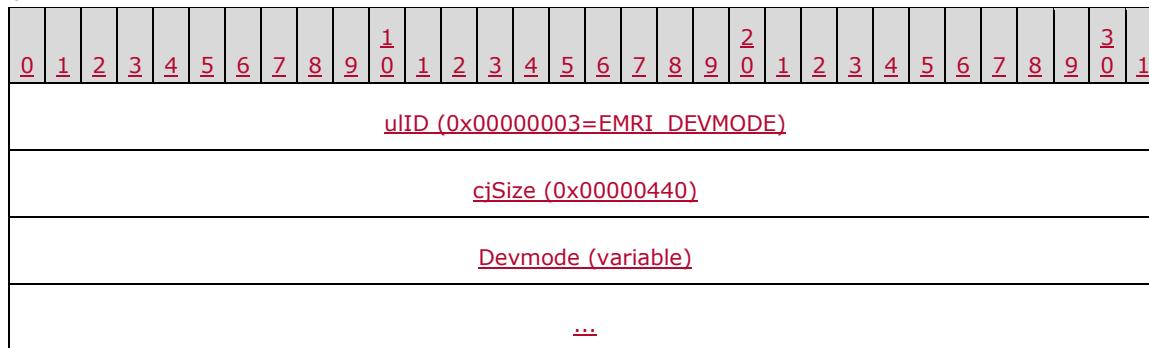 0 1 2 3 4 5 6 7 8 9 1 0 1 2 3 4 5 6 7 8 9 2 0 1 2 3 4 5 6 7 8 9 3 0 1
ulID (0x00000003=EMRI_DEVMODE)
cjSize (0x00000440)
Devmode (variable)
...